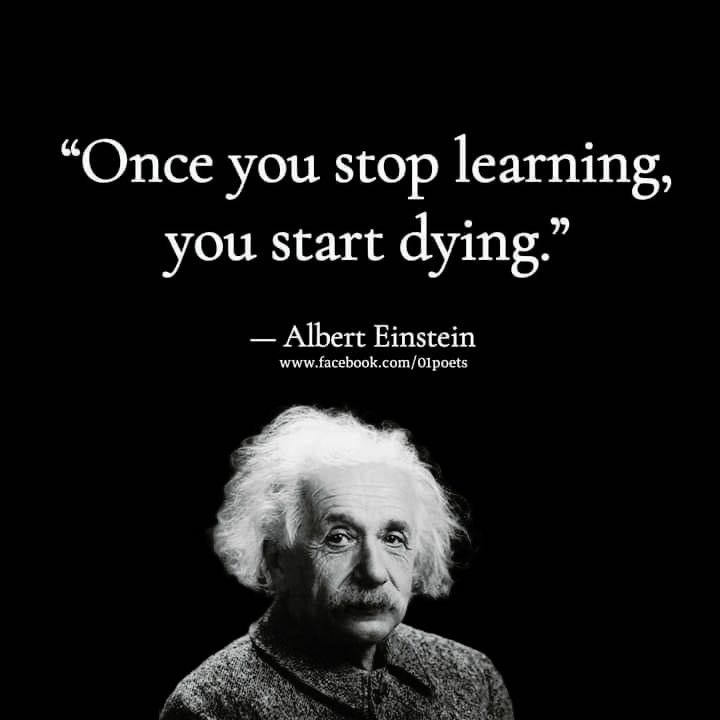 “Once you stop learning,
you start dying.”
— Albert Einstein
www.facebook.com/01poets